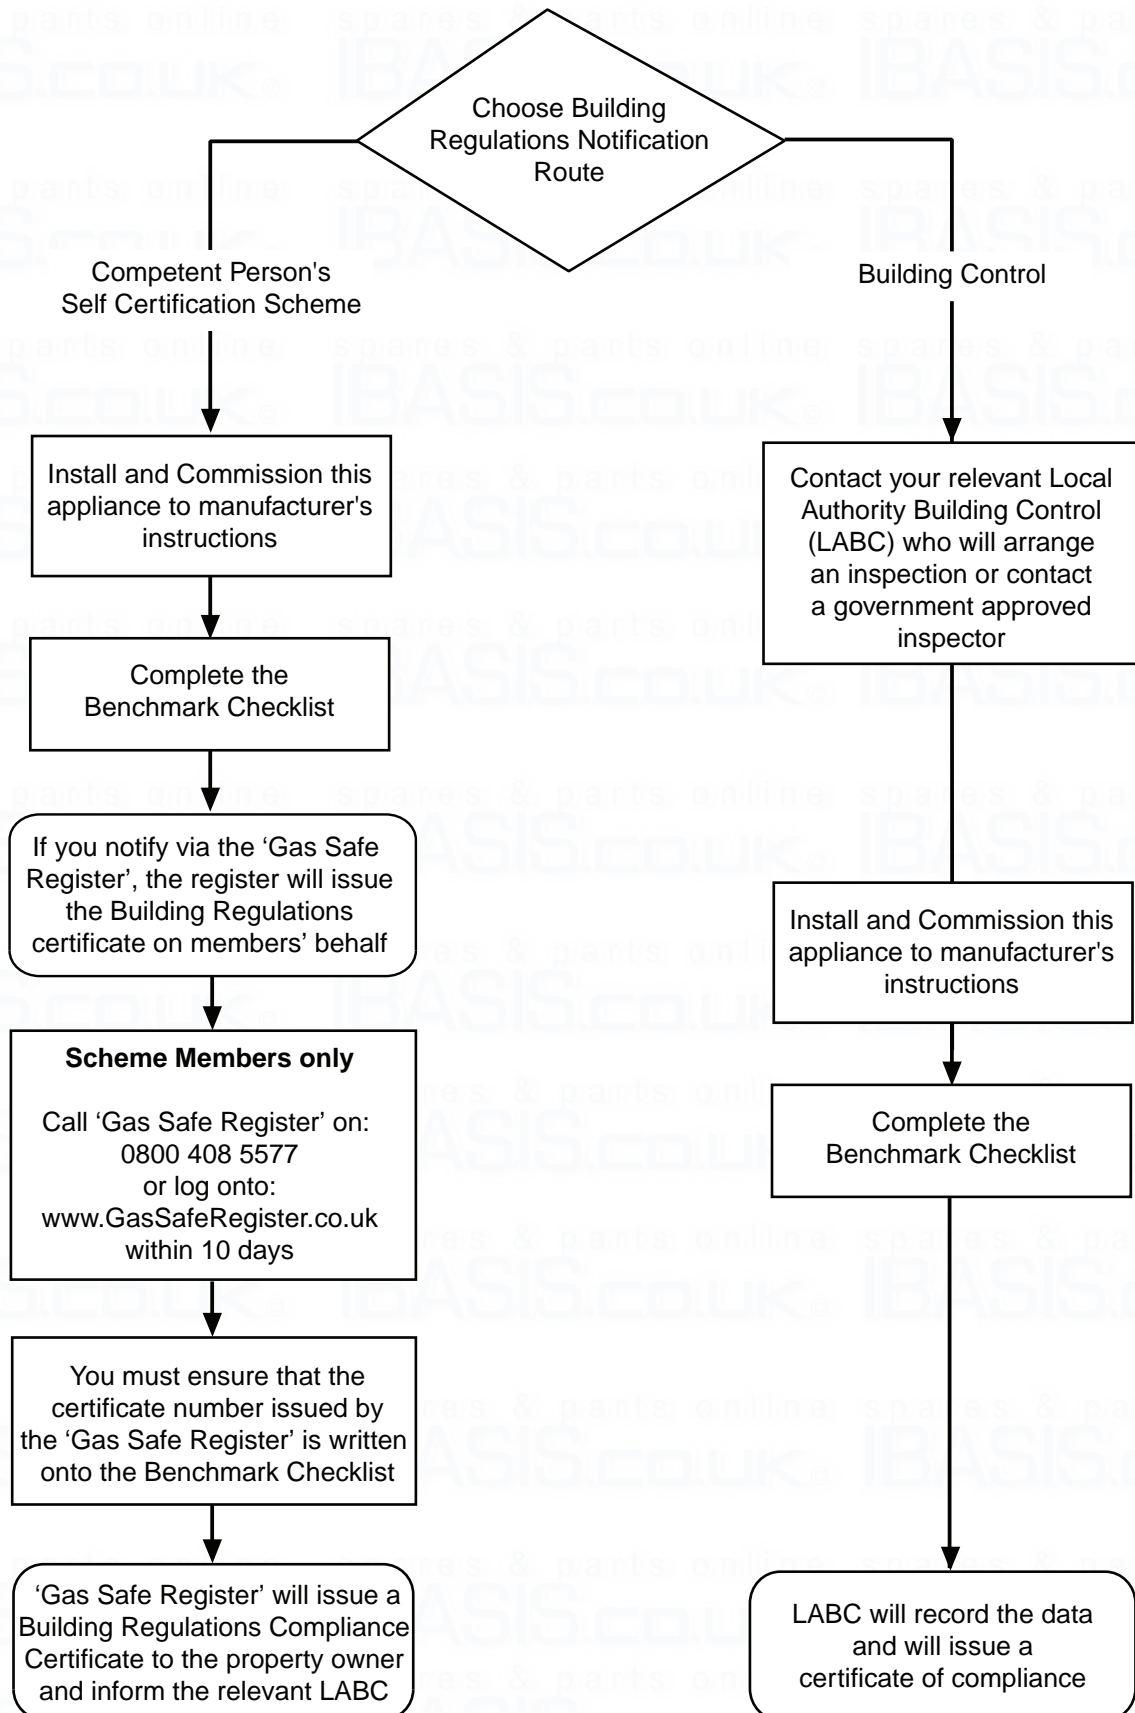 Choose Building
Regulations Notification
Route
Competent Person's
Self Certification Scheme
Building Control
Install and Commission this
appliance to manufacturer's
instructions
Complete the
Benchmark Checklist
If you notify via the ‘Gas Safe
Register’, the register will issue
the Building Regulations
certificate on members’ behalf
Scheme Members only
Call ‘Gas Safe Register’ on:
0800 408 5577
or log onto:
www.GasSafeRegister.co.uk
within 10 days
You must ensure that the
certificate number issued by
the ‘Gas Safe Register’ is written
onto the Benchmark Checklist
‘Gas Safe Register’ will issue a
Building Regulations Compliance
Certificate to the property owner
and inform the relevant LABC
Contact your relevant Local
Authority Building Control
(LABC) who will arrange
an inspection or contact
a government approved
inspector
Install and Commission this
appliance to manufacturer's
instructions
Complete the
Benchmark Checklist
LABC will record the data
and will issue a
certificate of compliance